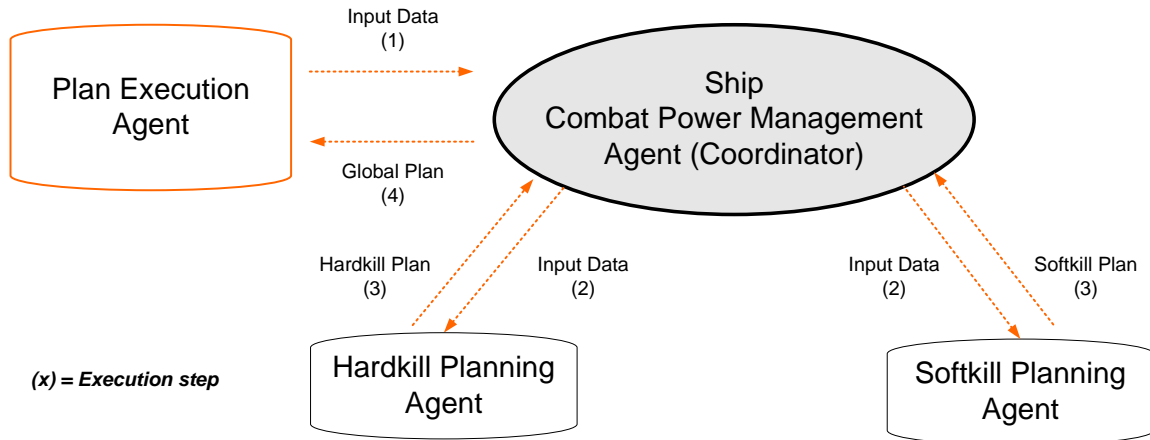 Input Data
(1)
Plan Execution
Agent
Global Plan
(4)
Ship
Combat Power Management
Agent (Coordinator)
Hardkill Plan
(3)
Input Data
(2)
Input Data
(2)
Softkill Plan
(3)
(x) = Execution step
Hardkill Planning
Agent
Softkill Planning
Agent